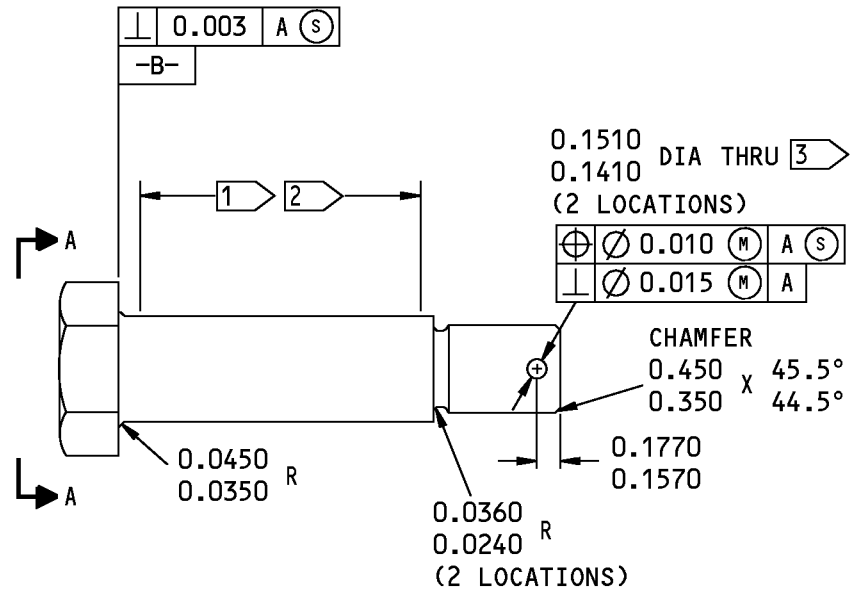 ⊥ 0.003 A Ⓢ
-B-
0.1510
0.1410 DIA THRU 3
(2 LOCATIONS)
⌖ ⌀ 0.010 Ⓜ A Ⓢ
⊥ ⌀ 0.015 Ⓜ A
1 2
A
CHAMFER
0.450 X 45.5°
0.350 44.5°
0.1770
0.1570
0.0450 R
0.0350
A
0.0360 R
0.0240
(2 LOCATIONS)